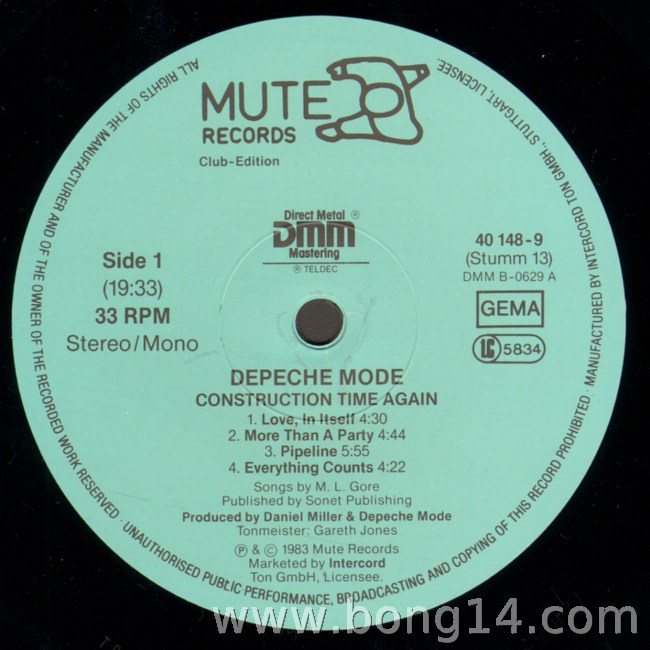 MUTE
RECORDS
Club-Edition
Direct Metal ®
DMM
Mastering
℗ TELDEC
Side 1
(19:33)
33 RPM
Stereo/Mono
40 148-9
(Stumm 13)
DMM B-0629 A
GEMA
LC 5834
DEPECHE MODE
CONSTRUCTION TIME AGAIN
1. Love, In Itself 4:30
2. More Than A Party 4:44
3. Pipeline 5:55
4. Everything Counts 4:22
Songs by M. L. Gore
Published by Sonet Publishing
Produced by Daniel Miller & Depeche Mode
Tonmeister: Gareth Jones
℗ & © 1983 Mute Records
Marketed by Intercord
Ton GmbH, Licensee.
ALL RIGHTS OF THE MANUFACTURER AND OF THE OWNER OF THE RECORDED WORK RESERVED · UNAUTHORISED PUBLIC PERFORMANCE, BROADCASTING AND COPYING OF THIS RECORD PROHIBITED · MANUFACTURED BY INTERCORD TON GMBH., STUTTGART, LICENSEE.
www.bong14.com